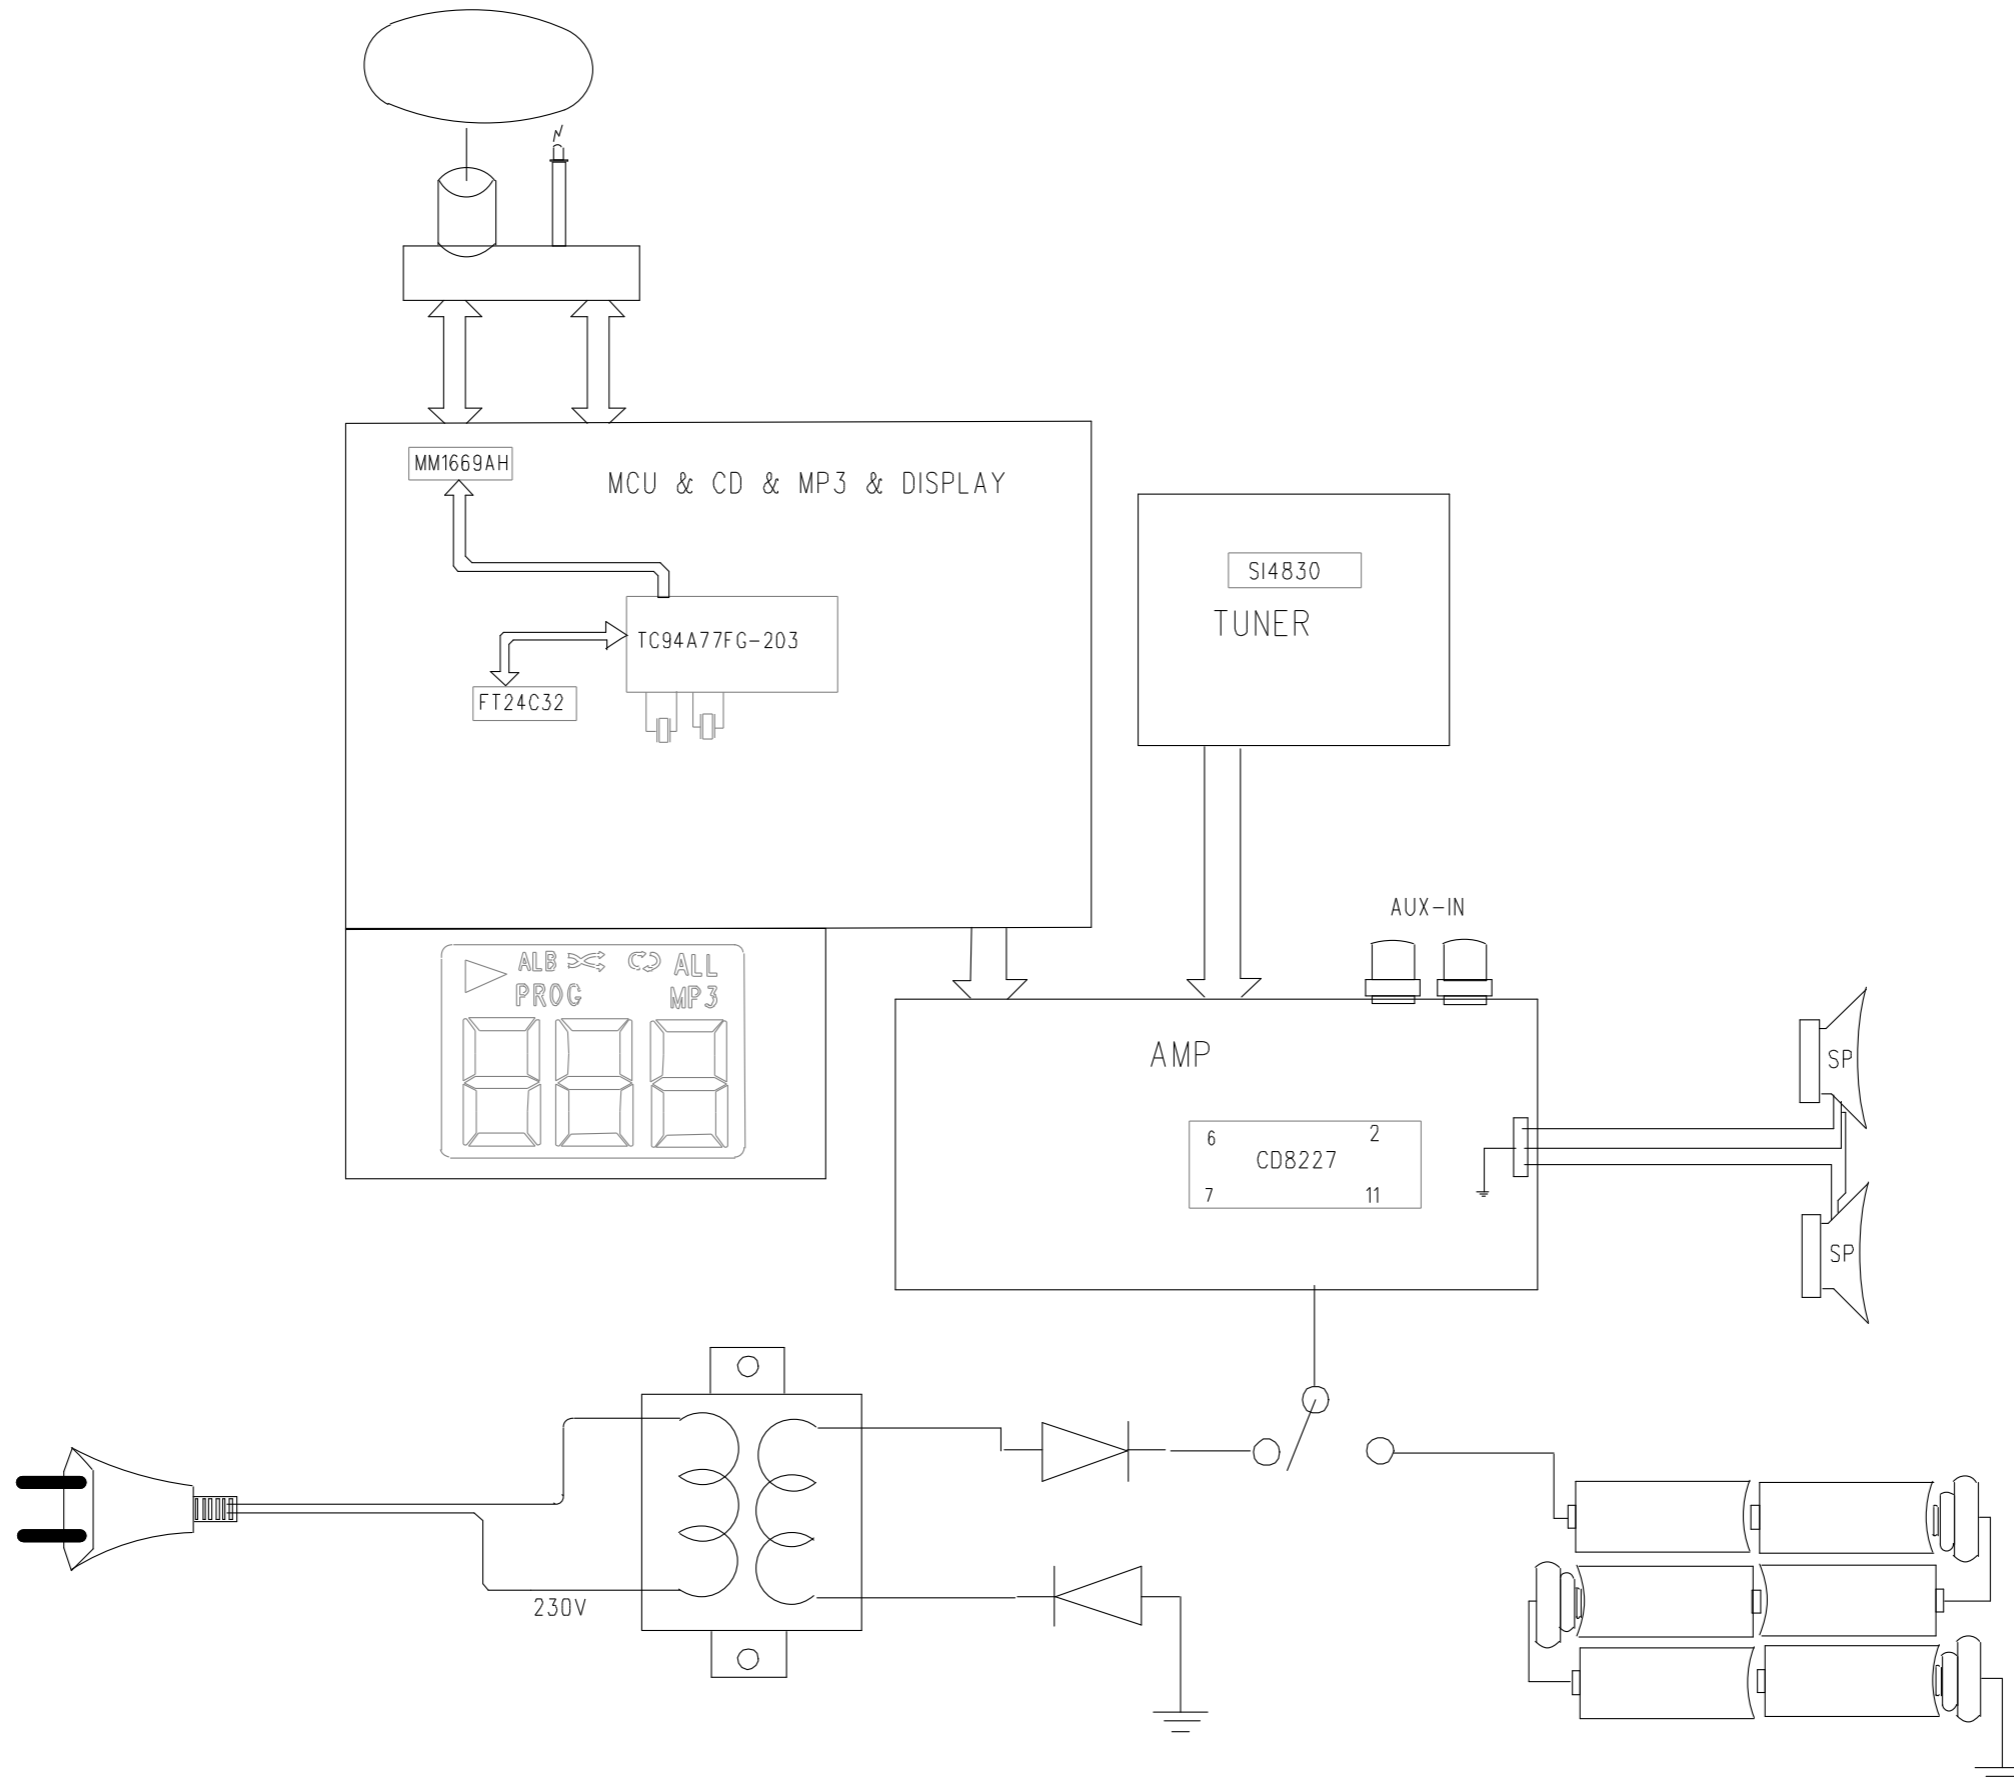 MM1669AH
MCU & CD & MP3 & DISPLAY
SI4830
TUNER
TC94A77FG-203
FT24C32
AUX-IN
ALB ALL
PROG MP3
AMP
SP
6 2
CD8227
7 11
SP
230V